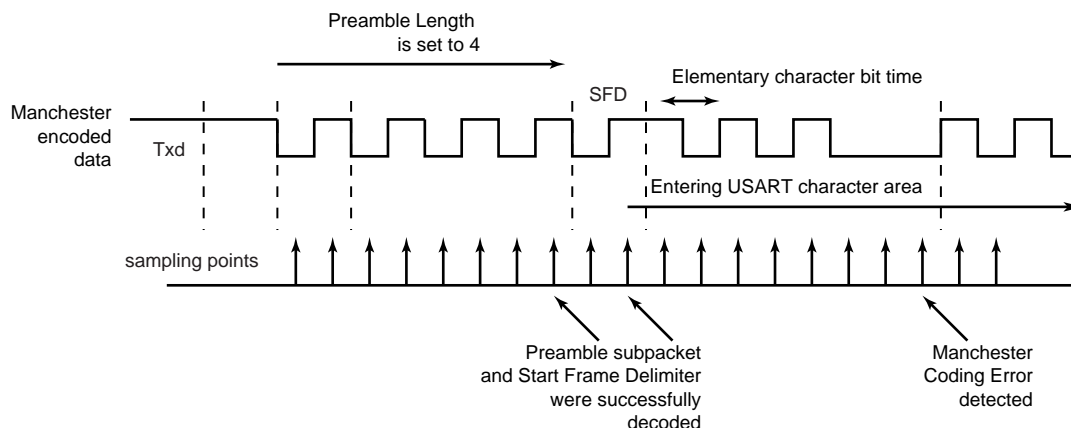 Preamble Length
is set to 4
Elementary character bit time
SFD
Manchester
encoded
data
Txd
Entering USART character area
sampling points
Preamble subpacket
and Start Frame Delimiter
were successfully
decoded
Manchester
Coding Error
detected